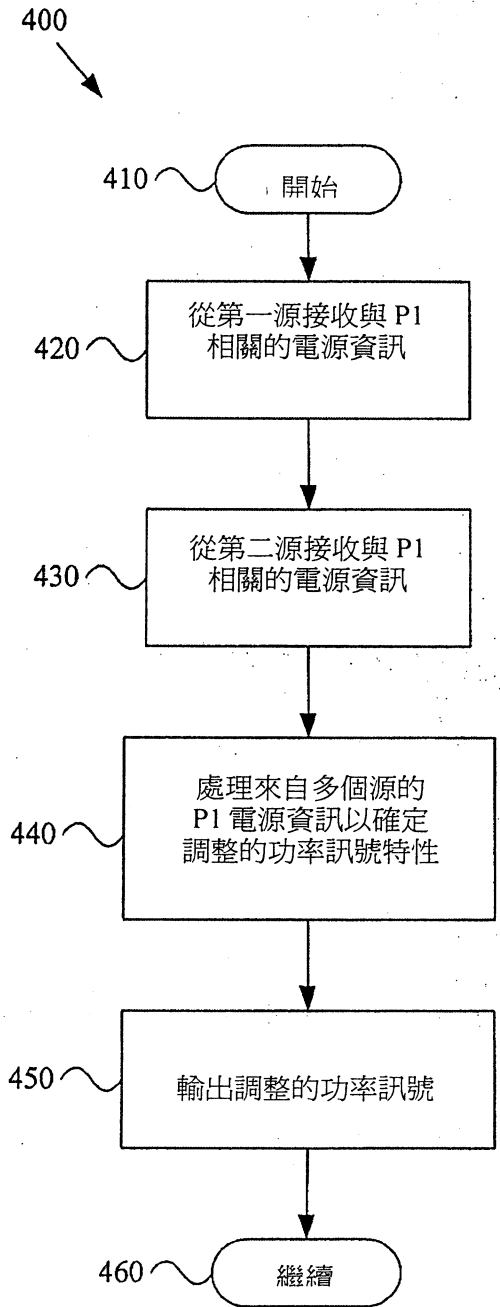 400
410
開始
420
從第一源接收與 P1
相關的電源資訊
430
從第二源接收與 P1
相關的電源資訊
440
處理來自多個源的
P1 電源資訊以確定
調整的功率訊號特性
450
輸出調整的功率訊號
460
繼續